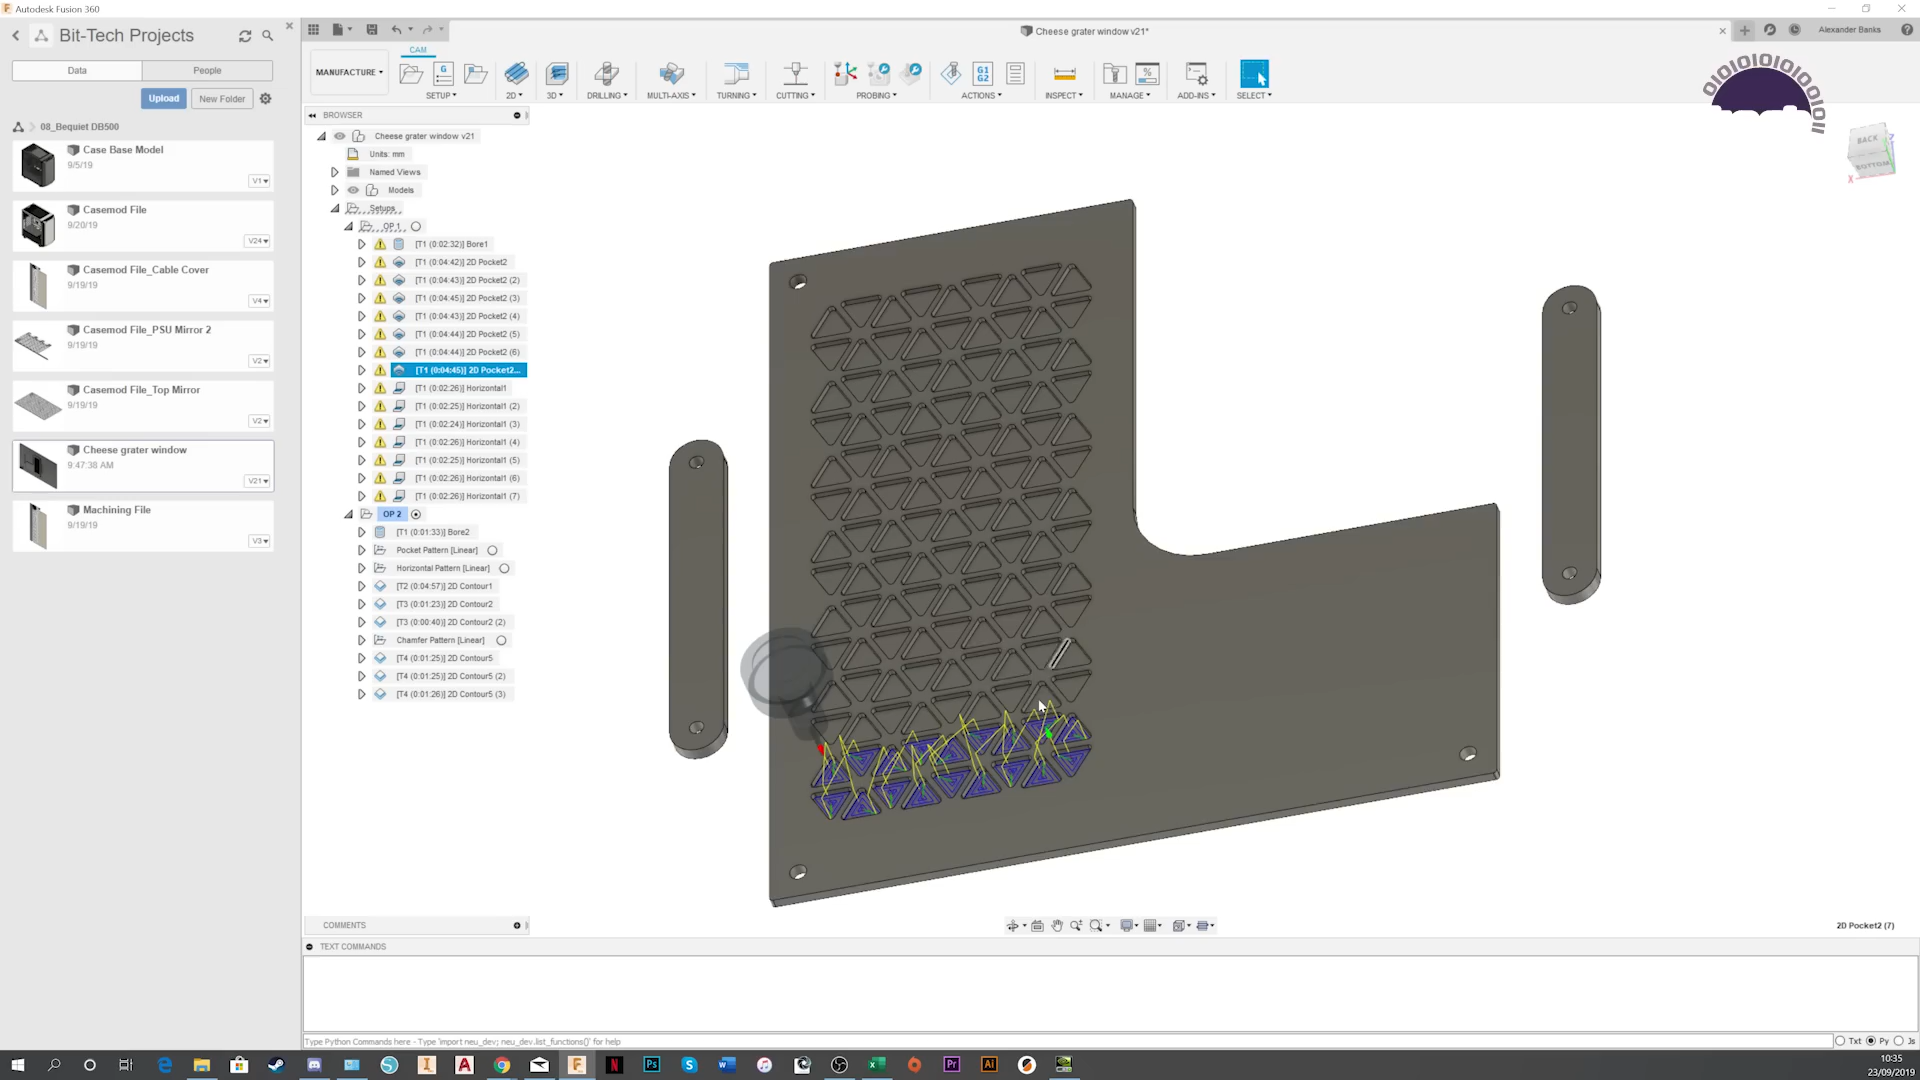 Autodesk Fusion 360
Bit-Tech Projects
Data
People
Upload
New Folder
08_Bequiet DB500
Case Base Model
9/5/19
V1
Casemod File
9/20/19
V24
Casemod File_Cable Cover
9/19/19
V4
Casemod File_PSU Mirror 2
9/19/19
V2
Casemod File_Top Mirror
9/19/19
V2
Cheese grater window
9:47:38 AM
V21
Machining File
9/19/19
V3
Cheese grater window v21*
Alexander Banks
CAM
MANUFACTURE
SETUP
2D
3D
DRILLING
MULTI-AXIS
TURNING
CUTTING
PROBING
G1
G2
ACTIONS
INSPECT
MANAGE
ADD-INS
SELECT
0101010101011
BROWSER
Cheese grater window v21
Units: mm
Named Views
Models
Setups
OP 1
[T1 (0:02:32)] Bore1
[T1 (0:04:42)] 2D Pocket2
[T1 (0:04:43)] 2D Pocket2 (2)
[T1 (0:04:45)] 2D Pocket2 (3)
[T1 (0:04:43)] 2D Pocket2 (4)
[T1 (0:04:44)] 2D Pocket2 (5)
[T1 (0:04:44)] 2D Pocket2 (6)
[T1 (0:04:45)] 2D Pocket2...
[T1 (0:02:26)] Horizontal1
[T1 (0:02:25)] Horizontal1 (2)
[T1 (0:02:24)] Horizontal1 (3)
[T1 (0:02:26)] Horizontal1 (4)
[T1 (0:02:25)] Horizontal1 (5)
[T1 (0:02:26)] Horizontal1 (6)
[T1 (0:02:26)] Horizontal1 (7)
OP 2
[T1 (0:01:33)] Bore2
Pocket Pattern [Linear]
Horizontal Pattern [Linear]
[T2 (0:04:57)] 2D Contour1
[T3 (0:01:23)] 2D Contour2
[T3 (0:00:40)] 2D Contour2 (2)
Chamfer Pattern [Linear]
[T4 (0:01:25)] 2D Contour5
[T4 (0:01:25)] 2D Contour5 (2)
[T4 (0:01:26)] 2D Contour5 (3)
BACK
BOTTOM
X
Z
COMMENTS
2D Pocket2 (7)
TEXT COMMANDS
Type Python Commands here - Type 'import neu_dev; neu_dev.list_functions()' for help
Txt
Py
Js
10:35
23/09/2019